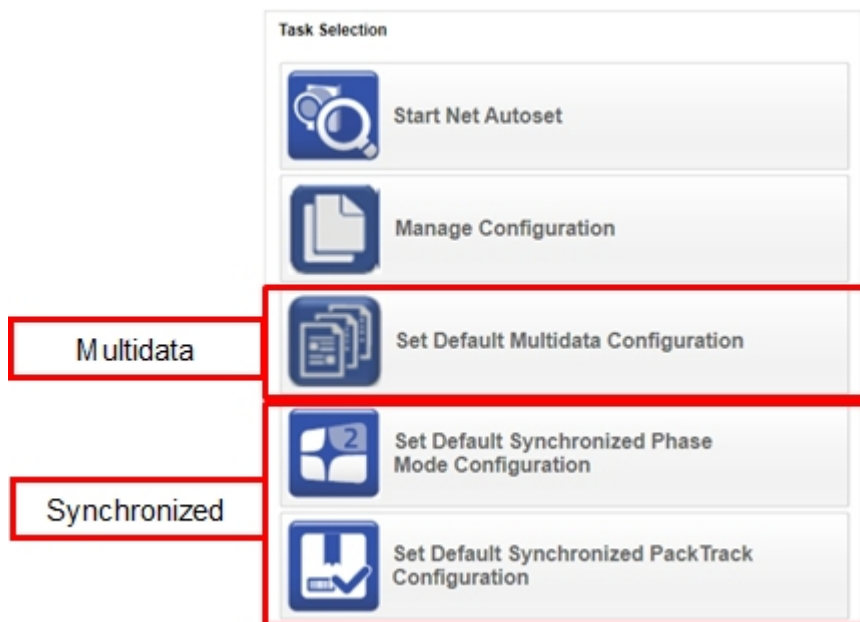 Task Selection
Start Net Autoset
Manage Configuration
Multidata
Set Default Multidata Configuration
2
Set Default Synchronized Phase
Mode Configuration
Synchronized
Set Default Synchronized PackTrack
Configuration